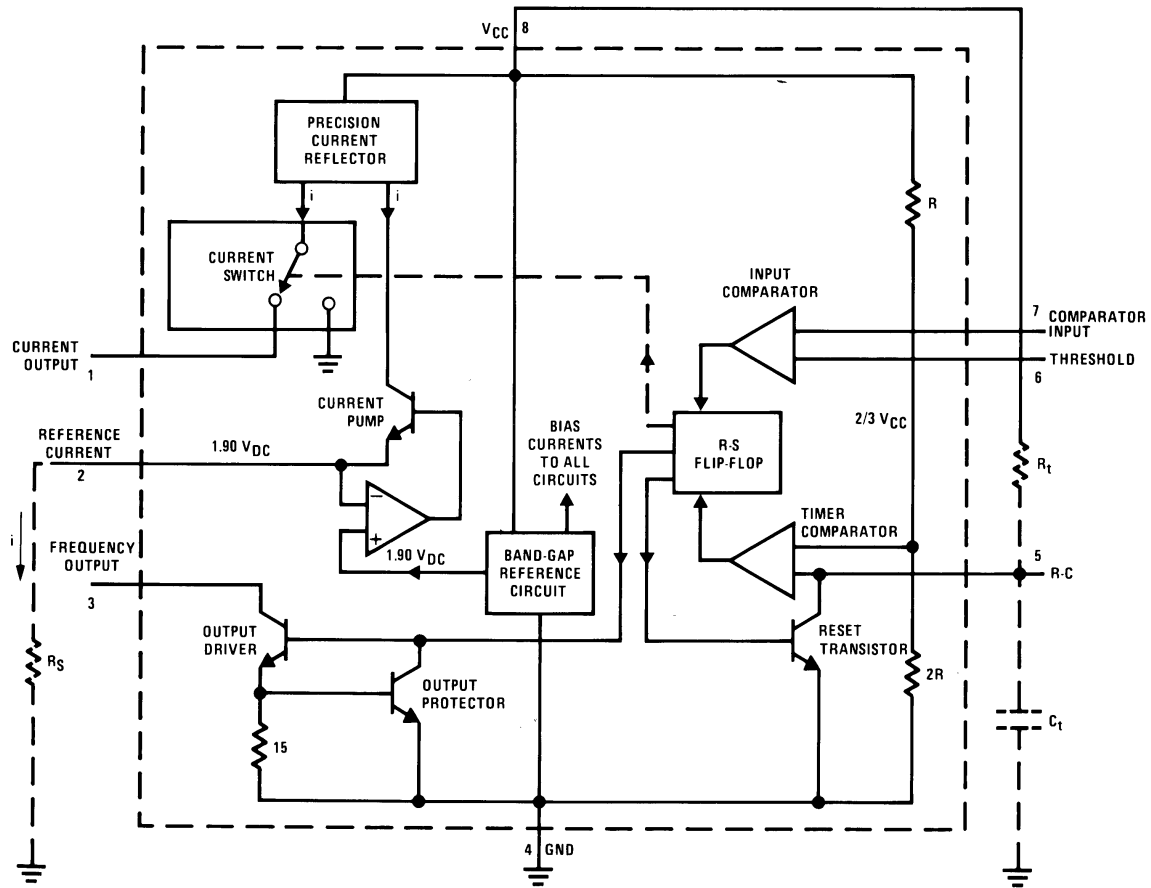 VCC 8
PRECISION
CURRENT
REFLECTOR
i
i
R
CURRENT
SWITCH
INPUT
COMPARATOR
7 COMPARATOR
INPUT
THRESHOLD
6
CURRENT
OUTPUT
1
CURRENT
PUMP
BIAS
CURRENTS
TO ALL
CIRCUITS
2/3 VCC
R-S
FLIP-FLOP
REFERENCE
CURRENT
2
1.90 VDC
Rt
−
+
1.90 VDC
TIMER
COMPARATOR
i
FREQUENCY
OUTPUT
3
BAND-GAP
REFERENCE
CIRCUIT
5
R-C
OUTPUT
DRIVER
RESET
TRANSISTOR
RS
OUTPUT
PROTECTOR
2R
15
Ct
4 GND